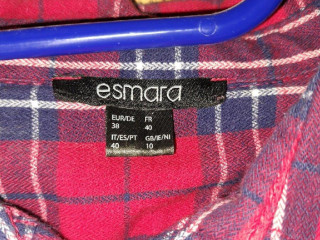 esmara
EUR/DE FR
38 40
IT/ES/PT GB/IE/NI
40 10